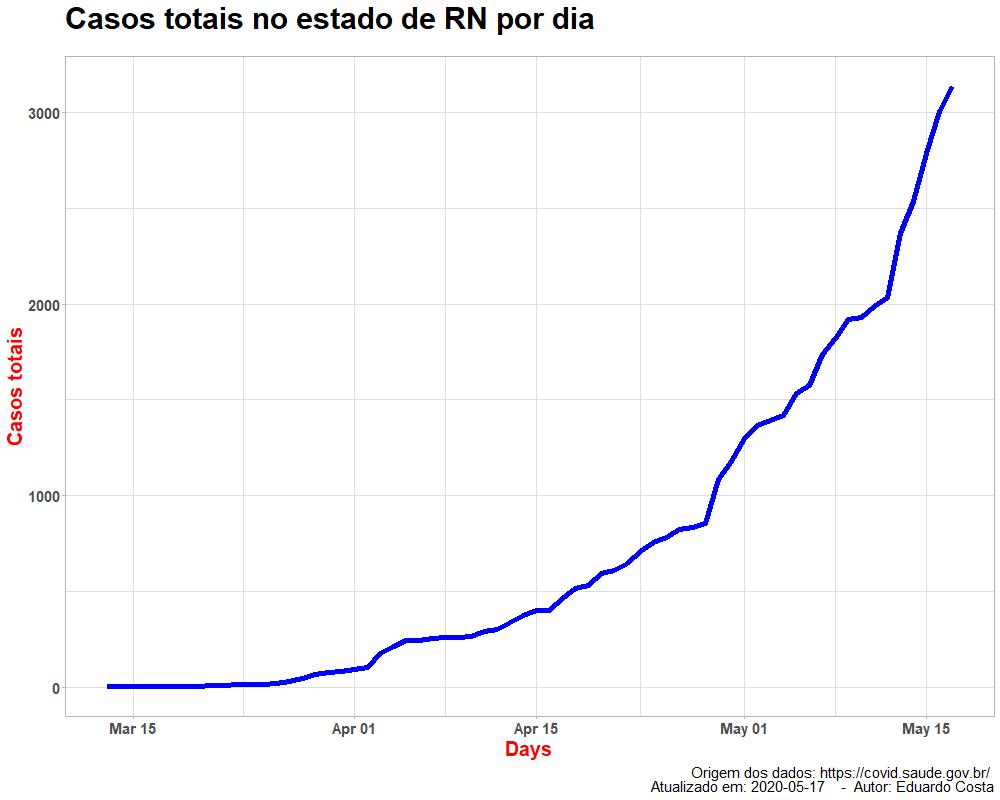 Casos totais no estado de RN por dia
3000
2000
1000
0
Casos totais
Mar 15 Apr 01 Apr 15 May 01 May 15
Days
Origem dos dados: https://covid.saude.gov.br/
Atualizado em: 2020-05-17 - Autor: Eduardo Costa